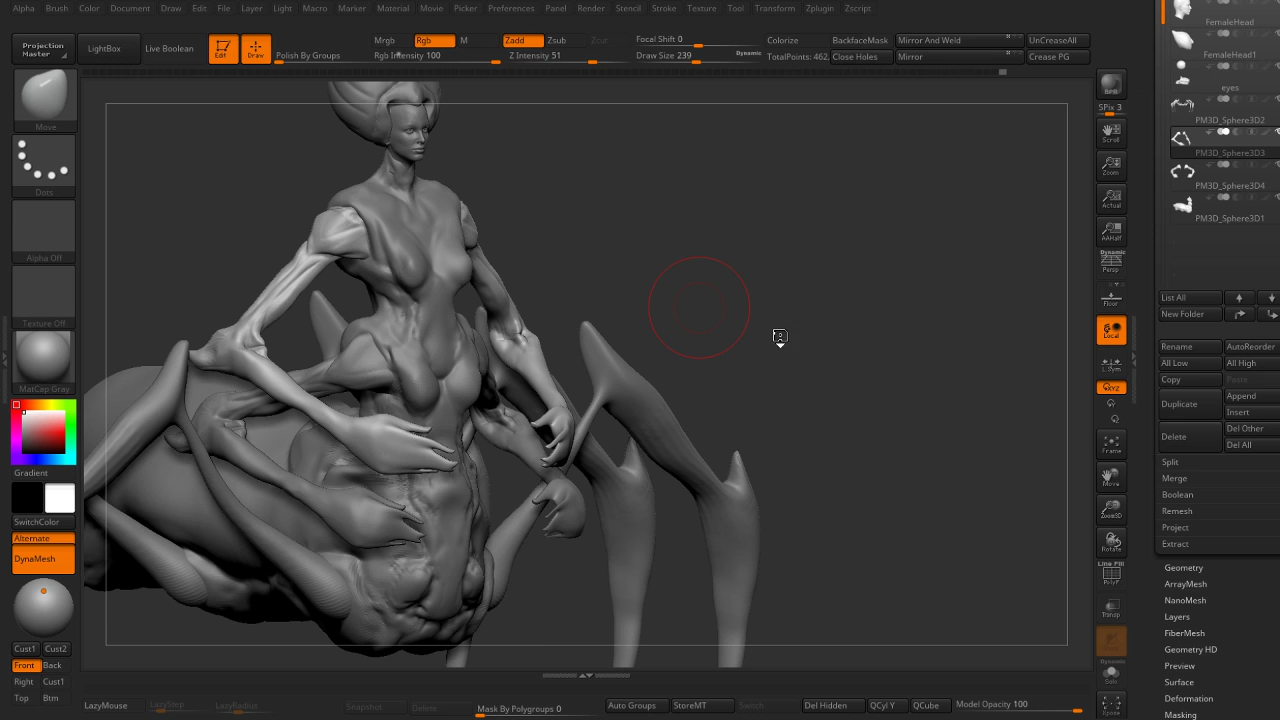 Alpha Brush Color Document Draw Edit File Layer Light Macro Marker Material Movie Picker Preferences Panel Render Stencil Stroke Texture Tool Transform Zplugin Zscript
Projection Master
LightBox
Live Boolean
Edit
Draw
Polish By Groups
Mrgb Rgb M
Rgb Intensity 100
Zadd Zsub Zcut
Z Intensity 51
Focal Shift 0
Draw Size 239
Dynamic
Colorize
TotalPoints: 462,
BackfaceMask
Close Holes
Mirror And Weld
Mirror
UnCreaseAll
Crease PG
Move
Dots
Alpha Off
Texture Off
MatCap Gray
Gradient
SwitchColor
Alternate
DynaMesh
Cust1 Cust2
Front Back
Right Cust1
Top Btm
BPR
SPix 3
Scroll
Zoom
Actual
AAHalf
Dynamic
Persp
Floor
Local
L.Sym
Frame
Move
Zoom3D
Rotate
Line Fill
PolyF
Transp
Dynamic
Solo
Xpose
FemaleHead
FemaleHead1
eyes
PM3D_Sphere3D2
PM3D_Sphere3D3
PM3D_Sphere3D4
PM3D_Sphere3D1
List All
New Folder
Rename AutoReorder
All Low All High
Copy Paste
Duplicate Append
Insert
Delete Del Other
Del All
Split
Merge
Boolean
Remesh
Project
Extract
Geometry
ArrayMesh
NanoMesh
Layers
FiberMesh
Geometry HD
Preview
Surface
Deformation
Masking
LazyMouse LazyStep LazyRadius Snapshot Delete Mask By Polygroups 0 Auto Groups StoreMT Switch Del Hidden QCyl Y QCube Model Opacity 100